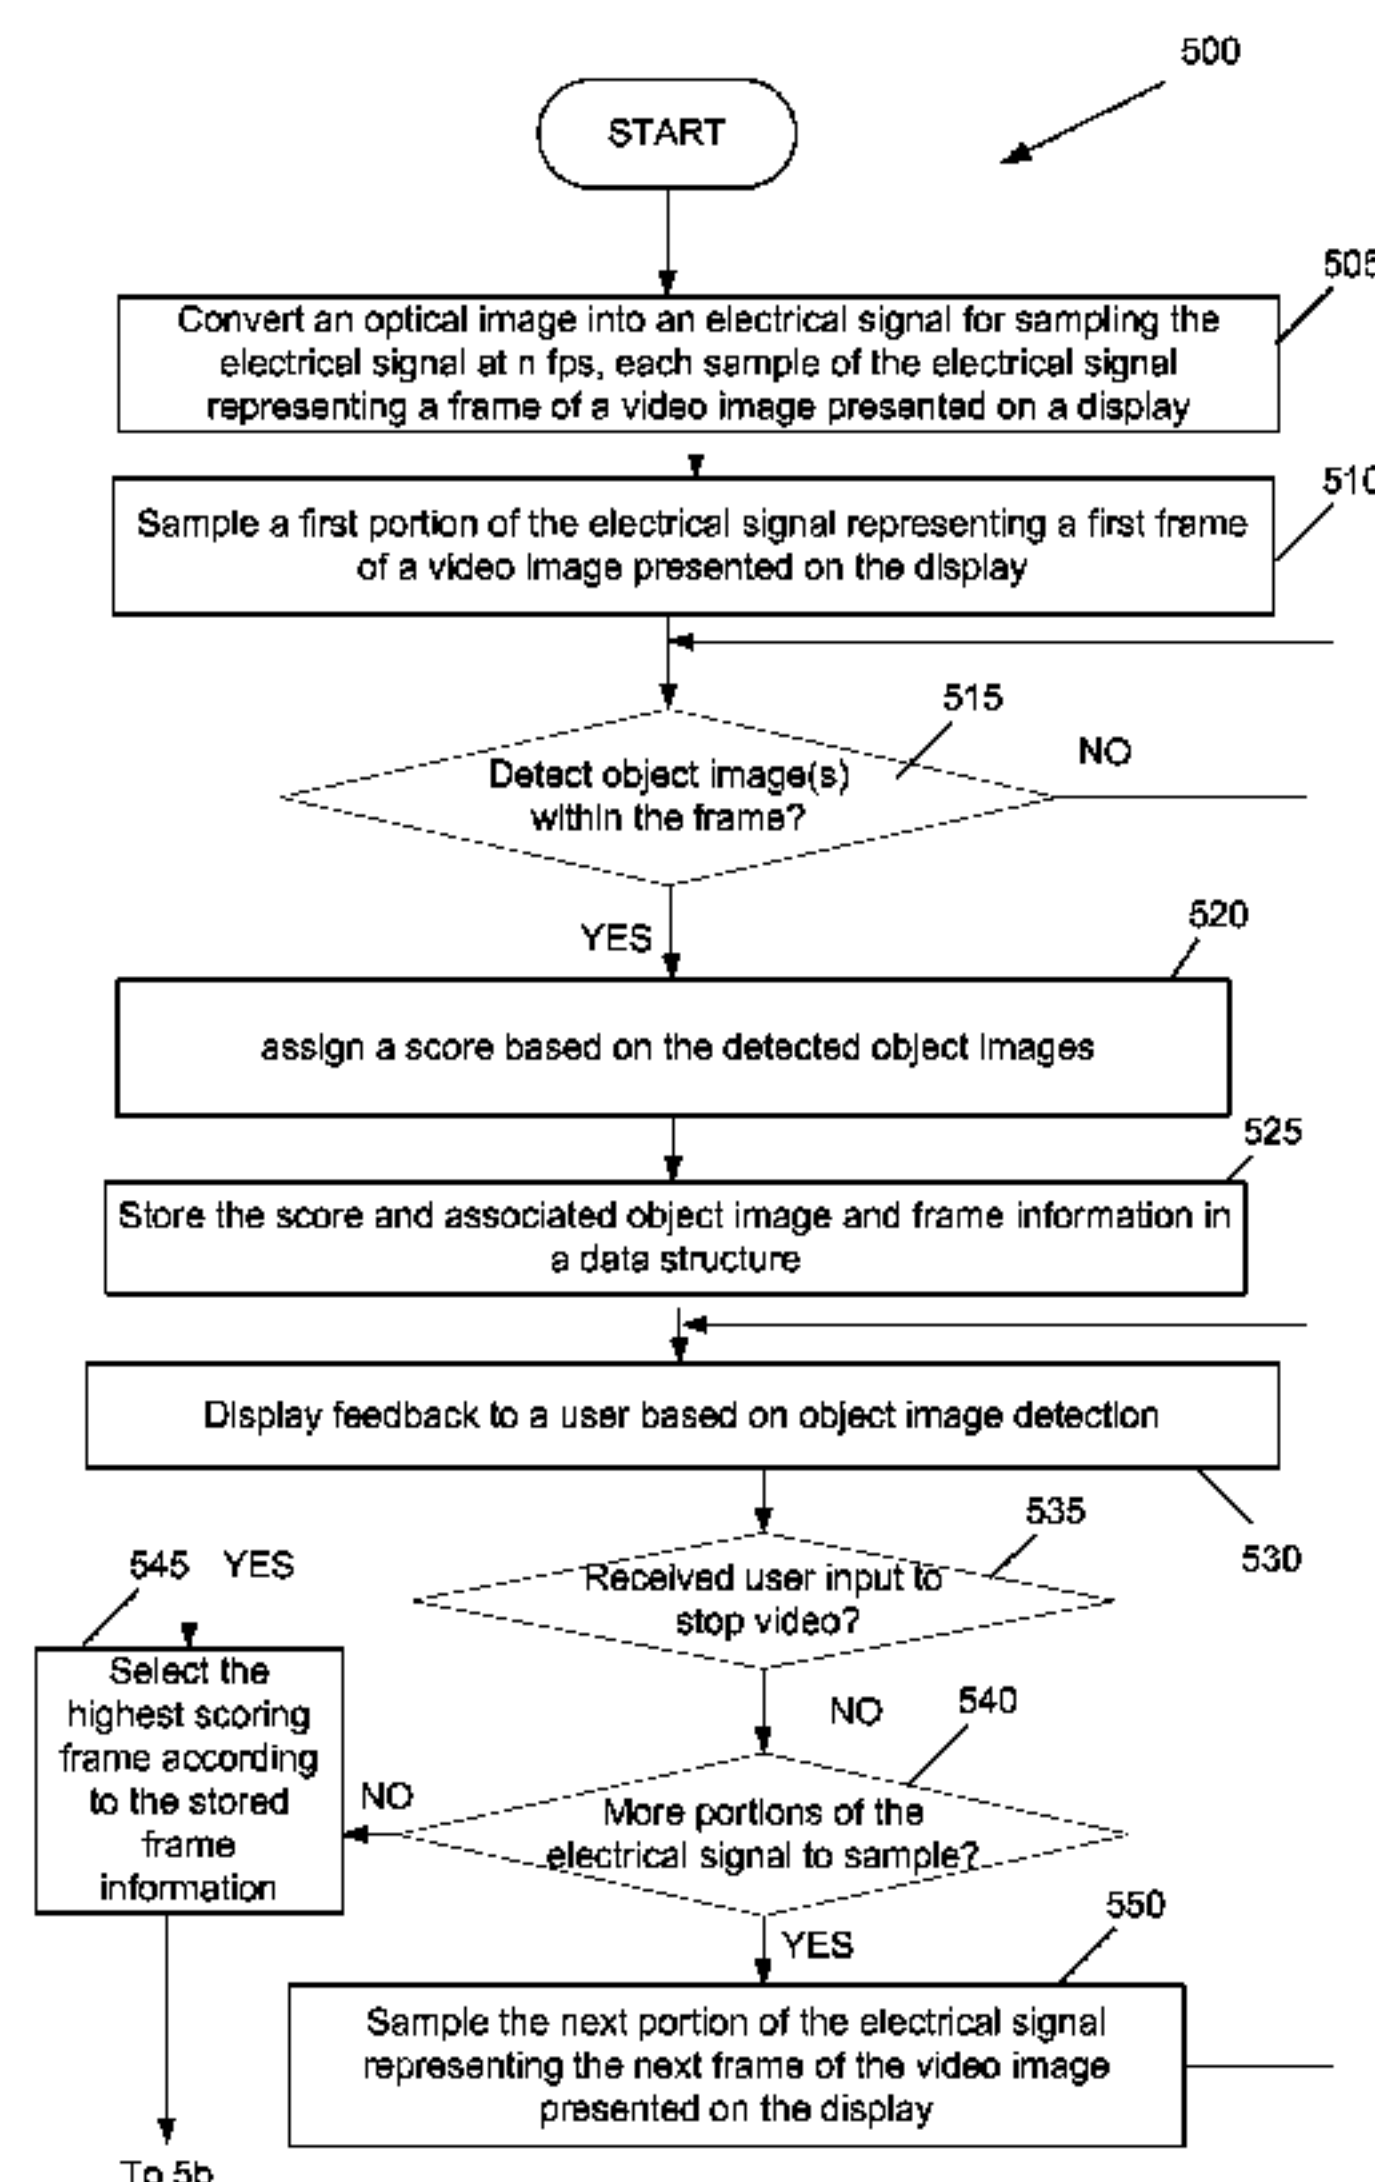 500
START
505
Convert an optical image into an electrical signal for sampling the
electrical signal at n fps, each sample of the electrical signal
representing a frame of a video image presented on a display
510
Sample a first portion of the electrical signal representing a first frame
of a video image presented on the display
515
NO
Detect object image(s)
within the frame?
YES
520
assign a score based on the detected object images
525
Store the score and associated object image and frame information in
a data structure
Display feedback to a user based on object image detection
530
535
545 YES
Received user input to
stop video?
NO
540
Select the
highest scoring
frame according
to the stored
frame
information
NO
More portions of the
electrical signal to sample?
YES
550
Sample the next portion of the electrical signal
representing the next frame of the video image
presented on the display
To 5b